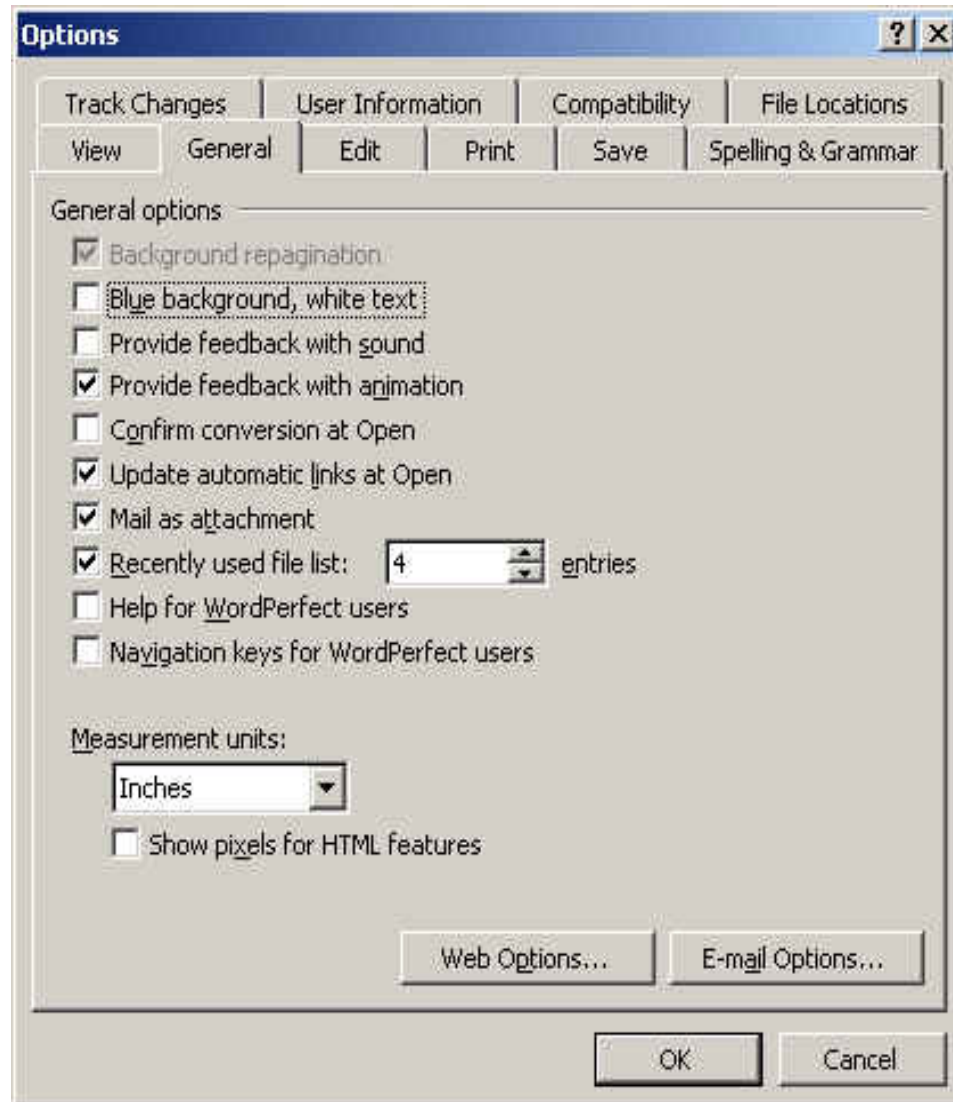 Options
Track Changes User Information Compatibility File Locations
View General Edit Print Save Spelling & Grammar
General options
Background repagination
Blue background, white text
Provide feedback with sound
Provide feedback with animation
Confirm conversion at Open
Update automatic links at Open
Mail as attachment
Recently used file list: 4 entries
Help for WordPerfect users
Navigation keys for WordPerfect users
Measurement units:
Inches
Show pixels for HTML features
Web Options... E-mail Options...
OK Cancel